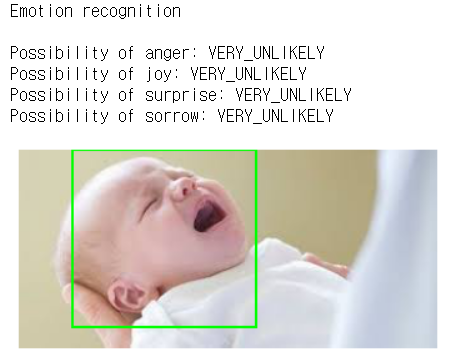 Emotion recognition
Possibility of anger: VERY_UNLIKELY
Possibility of joy: VERY_UNLIKELY
Possibility of surprise: VERY_UNLIKELY
Possibility of sorrow: VERY_UNLIKELY